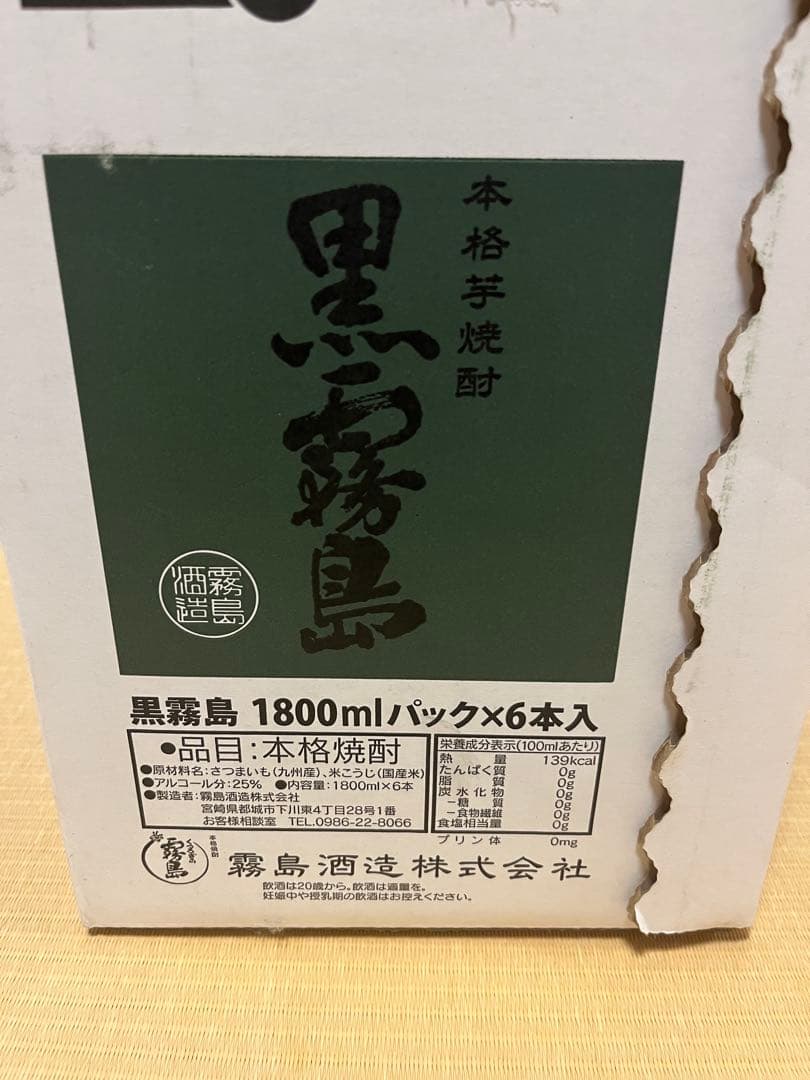 本格芋焼酎
黒霧島
霧島
酒造
黒霧島 1800mlパック×6本入
●品目:本格焼酎
●原材料名:さつまいも(九州産)、米こうじ(国産米)
●アルコール分:25% ●内容量:1800ml×6本
●製造者:霧島酒造株式会社
宮崎県都城市下川東4丁目28号1番
お客様相談室 TEL.0986-22-8066
栄養成分表示(100mlあたり)
熱量 139kcal
たんぱく質 0g
脂質 0g
炭水化物 0g
−糖質 0g
−食物繊維 0g
食塩相当量 0g
プリン体 0mg
本格焼酎
霧島
霧島酒造株式会社
飲酒は20歳から。飲酒は適量を。
妊娠中や授乳期の飲酒はお控えください。